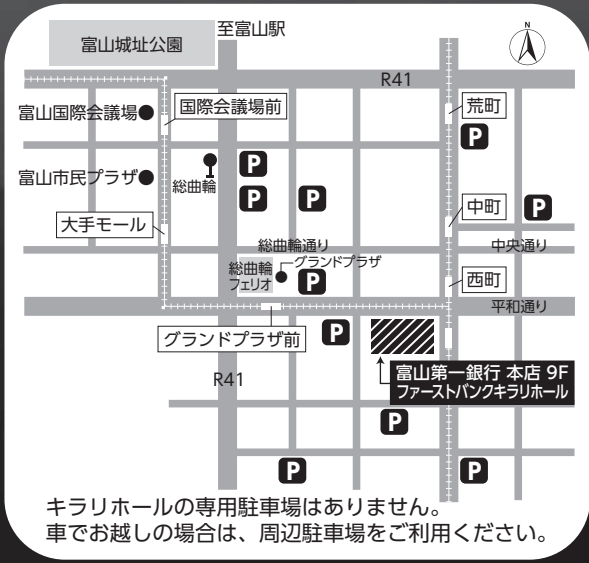 至富山駅
富山城址公園
N
R41
富山国際会議場
国際会議場前
荒町
P
富山市民プラザ
総曲輪
P
P
P
中町
P
大手モール
総曲輪通り
中央通り
グランドプラザ
総曲輪
フェリオ
P
西町
平和通り
グランドプラザ前
P
R41
富山第一銀行 本店 9F
ファーストバンクキラリホール
P
P
P
キラリホールの専用駐車場はありません。
車でお越しの場合は、周辺駐車場をご利用ください。